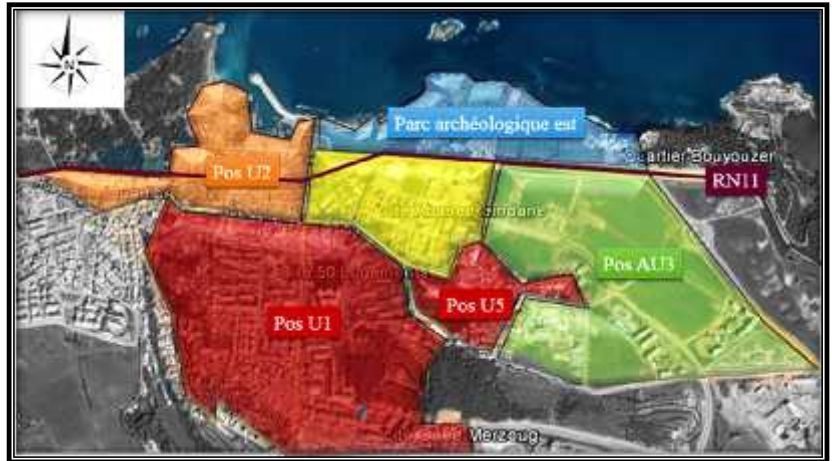 N
Parc archéologique est
Quartier Bouyouzer
Pos U2
RN11
Pos AU3
Pos U5
Pos U1
Merzoug